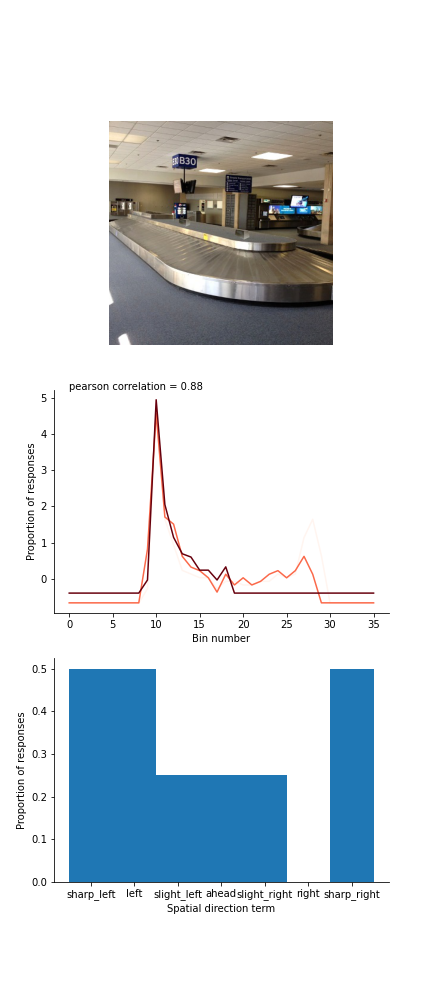 B30
pearson correlation = 0.88
Proportion of responses
5
4
3
2
1
0
0 5 10 15 20 25 30 35
Bin number
Proportion of responses
0.5
0.4
0.3
0.2
0.1
0.0
sharp_left left slight_left ahead slight_right right sharp_right
Spatial direction term